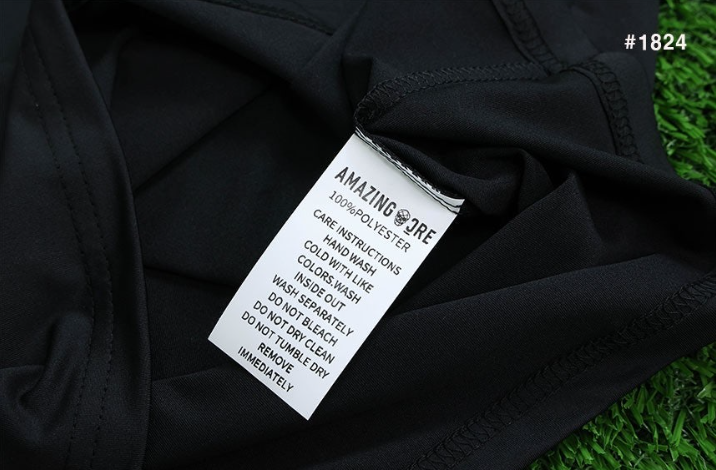 #1824
AMAZING ORE
100%POLYESTER
CARE INSTRUCTIONS
HAND WASH
COLD WITH LIKE
COLORS.WASH
INSIDE OUT
WASH SEPARATELY
DO NOT BLEACH
DO NOT DRY CLEAN
DO NOT TUMBLE DRY
REMOVE
IMMEDIATELY